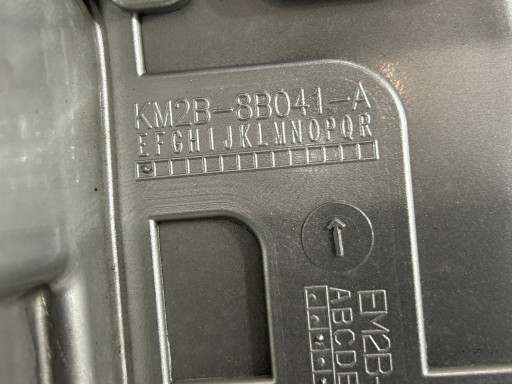 KM2B-8B041-A
EFGHIJKLMNOPQR
EM2B-
ABCDE